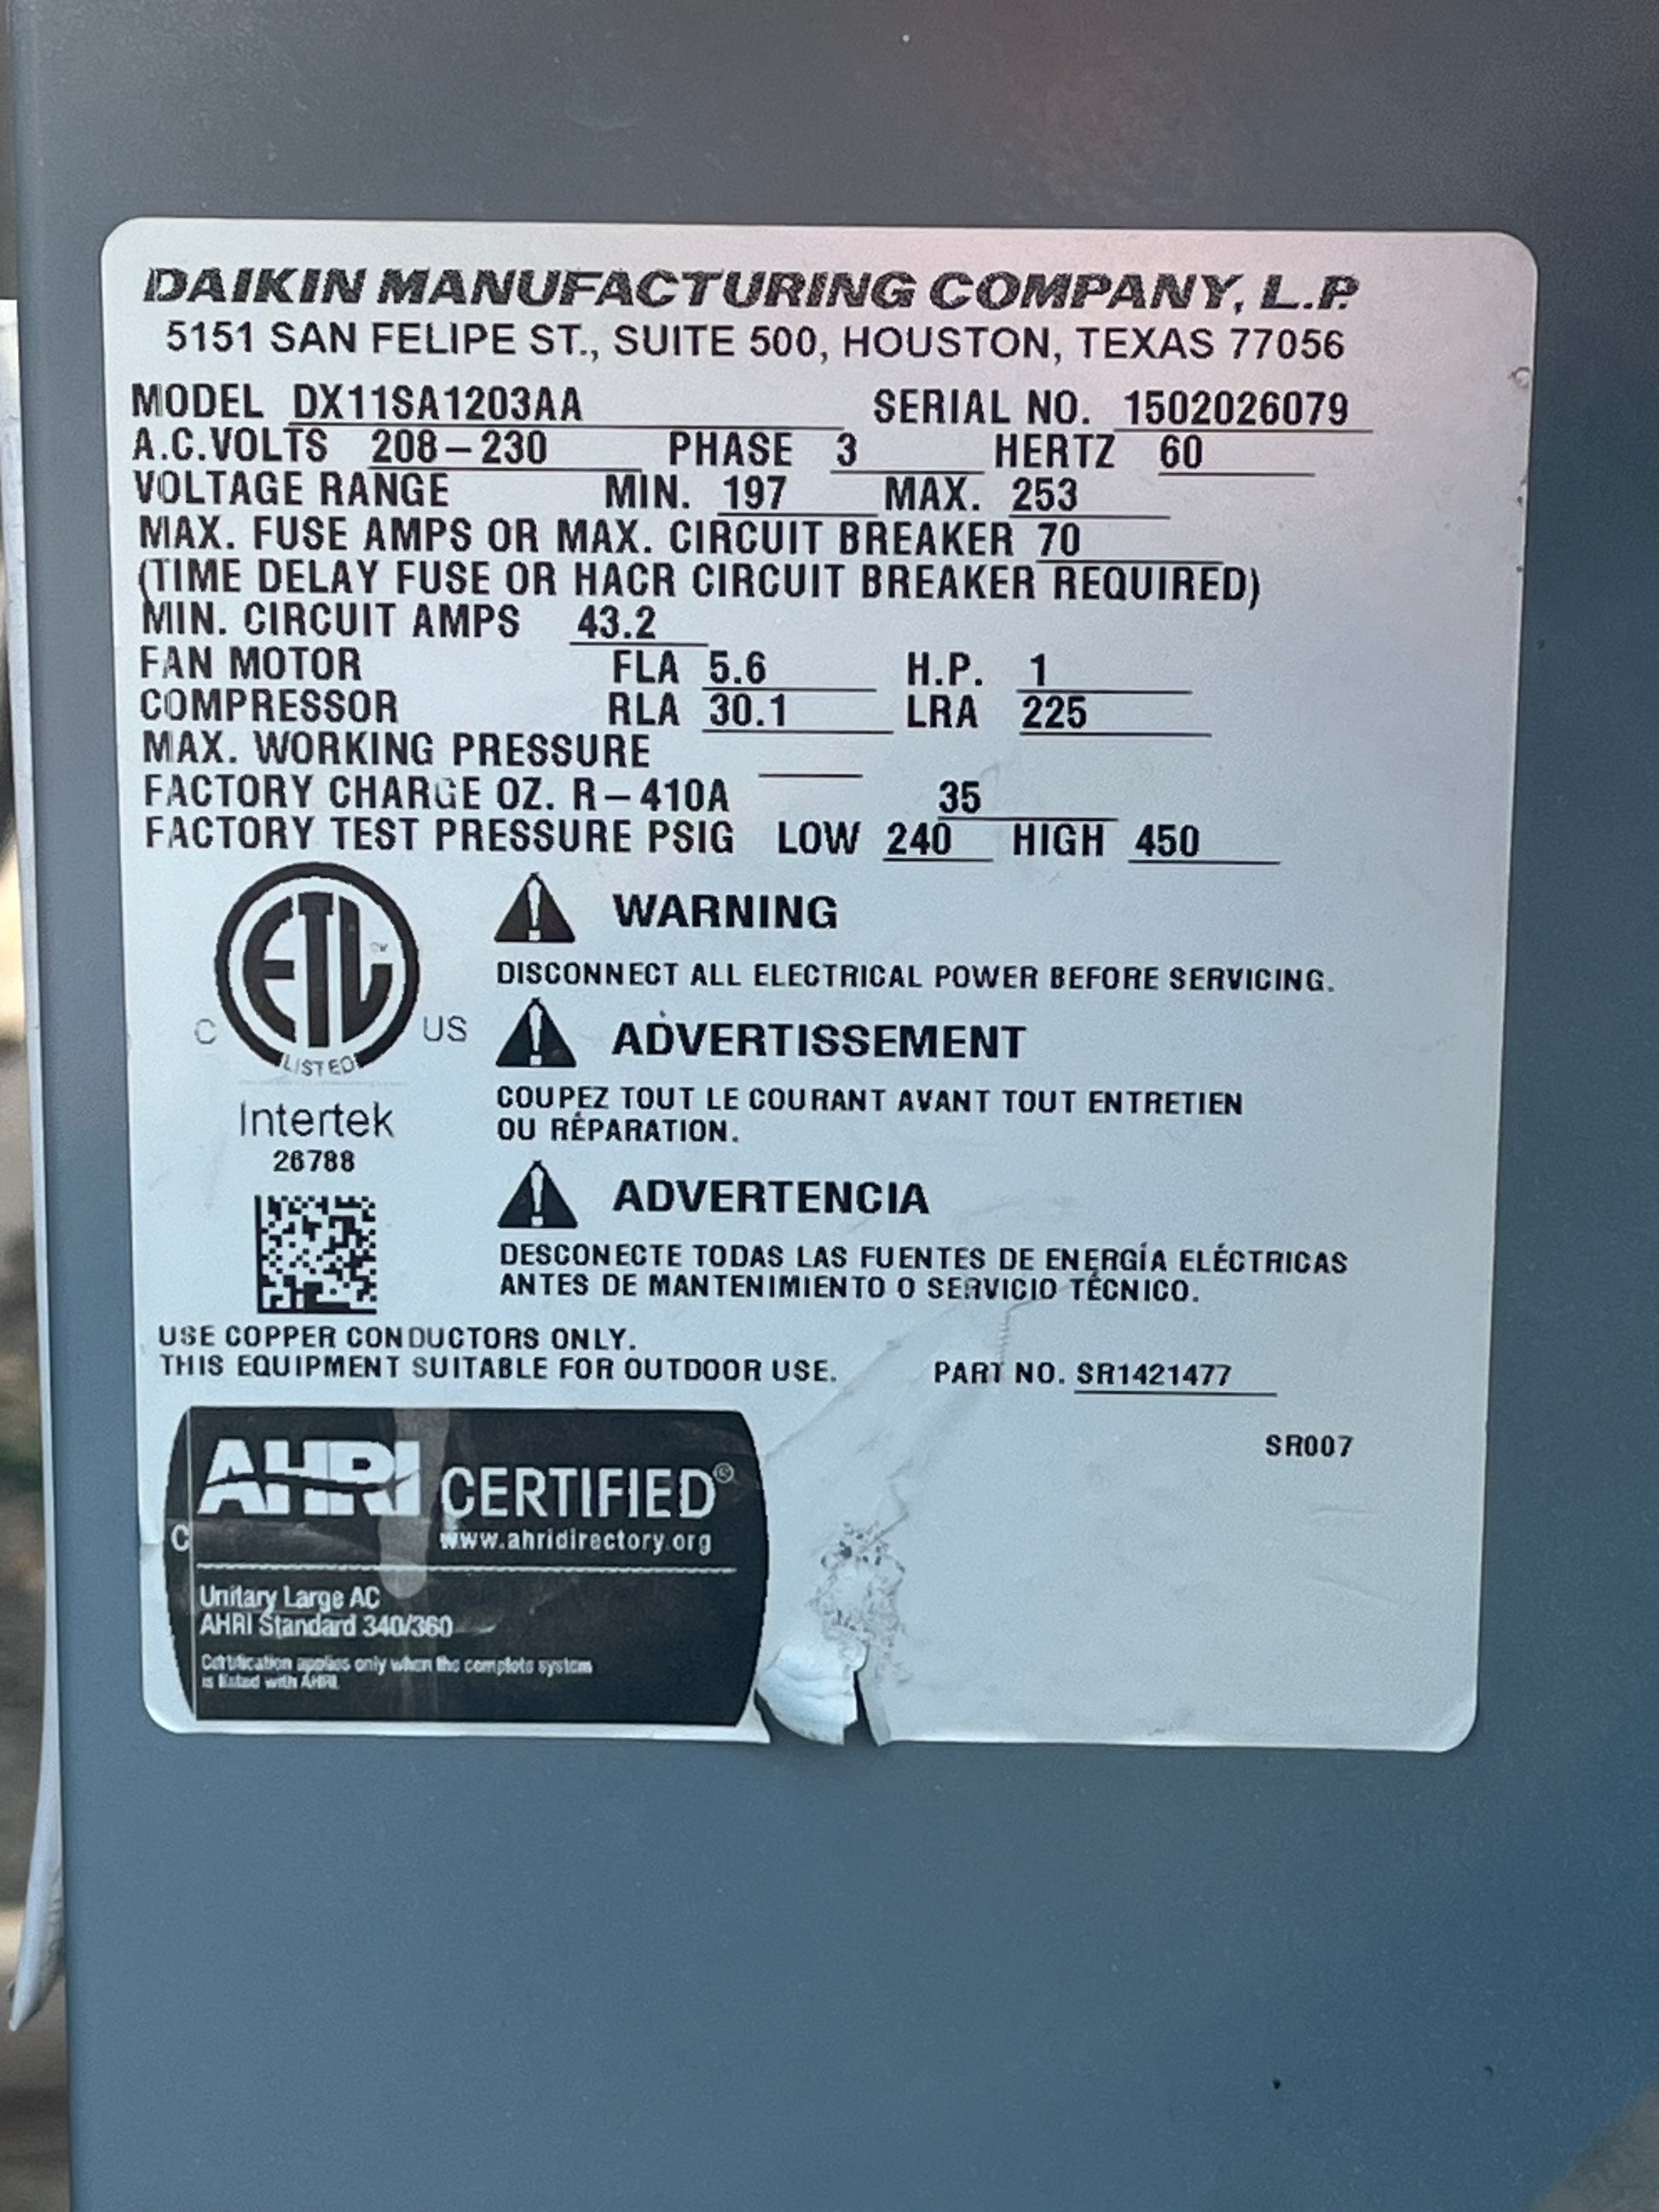 DAIKIN MANUFACTURING COMPANY, L.P.
5151 SAN FELIPE ST., SUITE 500, HOUSTON, TEXAS 77056
MODEL DX11SA1203AA SERIAL NO. 1502026079
A.C.VOLTS 208-230 PHASE 3 HERTZ 60
VOLTAGE RANGE MIN. 197 MAX. 253
MAX. FUSE AMPS OR MAX. CIRCUIT BREAKER 70
(TIME DELAY FUSE OR HACR CIRCUIT BREAKER REQUIRED)
MIN. CIRCUIT AMPS 43.2
FAN MOTOR FLA 5.6 H.P. 1
COMPRESSOR RLA 30.1 LRA 225
MAX. WORKING PRESSURE
FACTORY CHARGE OZ. R-410A 35
FACTORY TEST PRESSURE PSIG LOW 240 HIGH 450
ETL
C US
LISTED
Intertek
26788
WARNING
DISCONNECT ALL ELECTRICAL POWER BEFORE SERVICING.
ADVERTISSEMENT
COUPEZ TOUT LE COURANT AVANT TOUT ENTRETIEN
OU RÉPARATION.
ADVERTENCIA
DESCONECTE TODAS LAS FUENTES DE ENERGÍA ELÉCTRICAS
ANTES DE MANTENIMIENTO O SERVICIO TÉCNICO.
USE COPPER CONDUCTORS ONLY.
THIS EQUIPMENT SUITABLE FOR OUTDOOR USE. PART NO. SR1421477
SR007
AHRI CERTIFIED®
C www.ahridirectory.org
Unitary Large AC
AHRI Standard 340/360
Certification applies only when the complete system
is listed with AHRI.